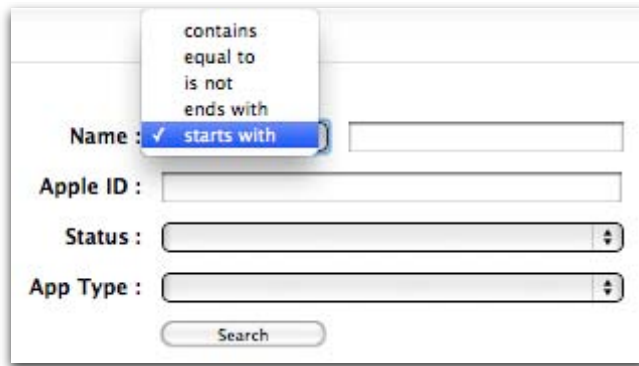 contains
equal to
is not
ends with
Name : ✓ starts with
Apple ID :
Status :
App Type :
Search